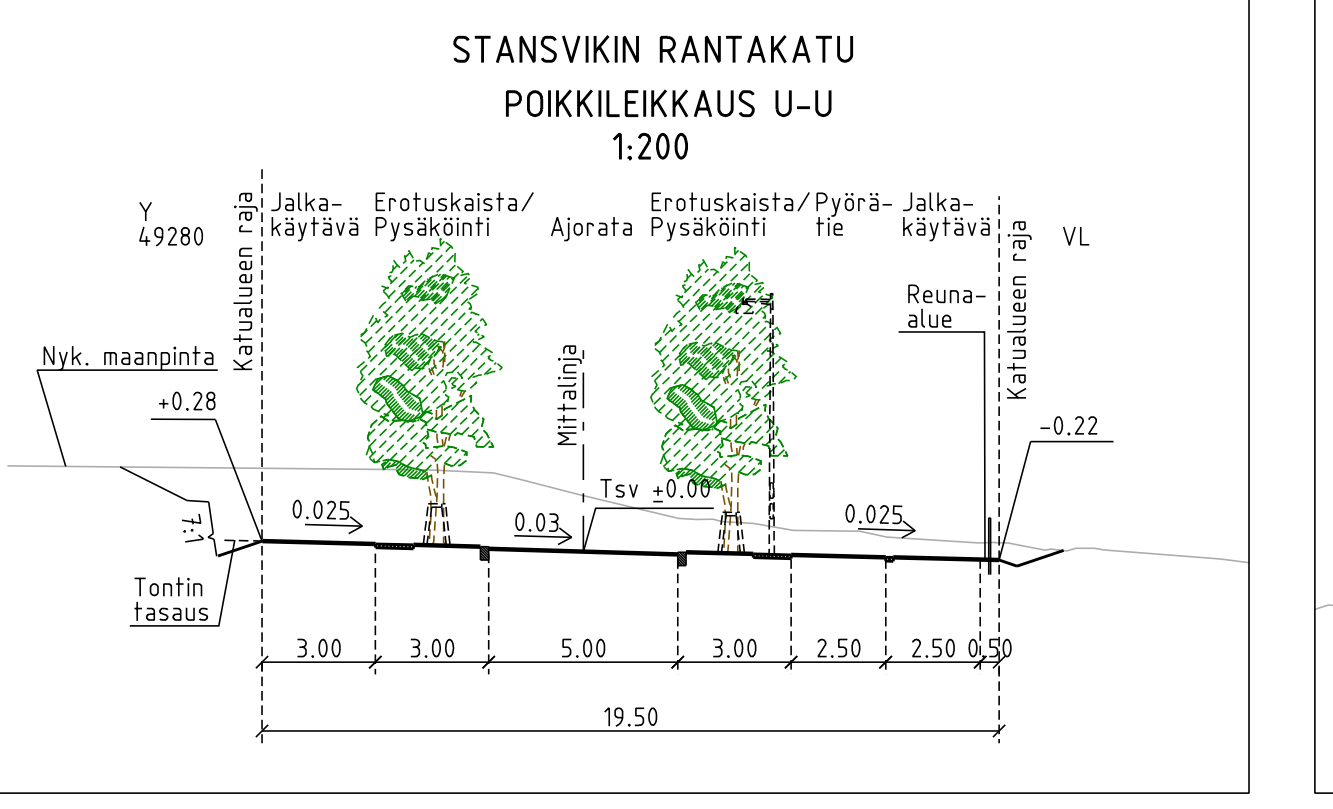 STANSVIKIN RANTAKATU
POIKKILEIKKAUS U-U
1:200
Y
49280
Katualueen raja
Jalka-
käytävä
Erotuskaista/
Pysäköinti
Ajorata
Erotuskaista/
Pysäköinti
Pyörä-
tie
Jalka-
käytävä
Katualueen raja
VL
Reuna-
alue
Nyk. maanpinta
+0.28
Mittalinja
-0.22
Tsv ±0.00
0.025
0.03
0.025
7:1
Tontin
tasaus
3.00
3.00
5.00
3.00
2.50
2.50
0.50
19.50